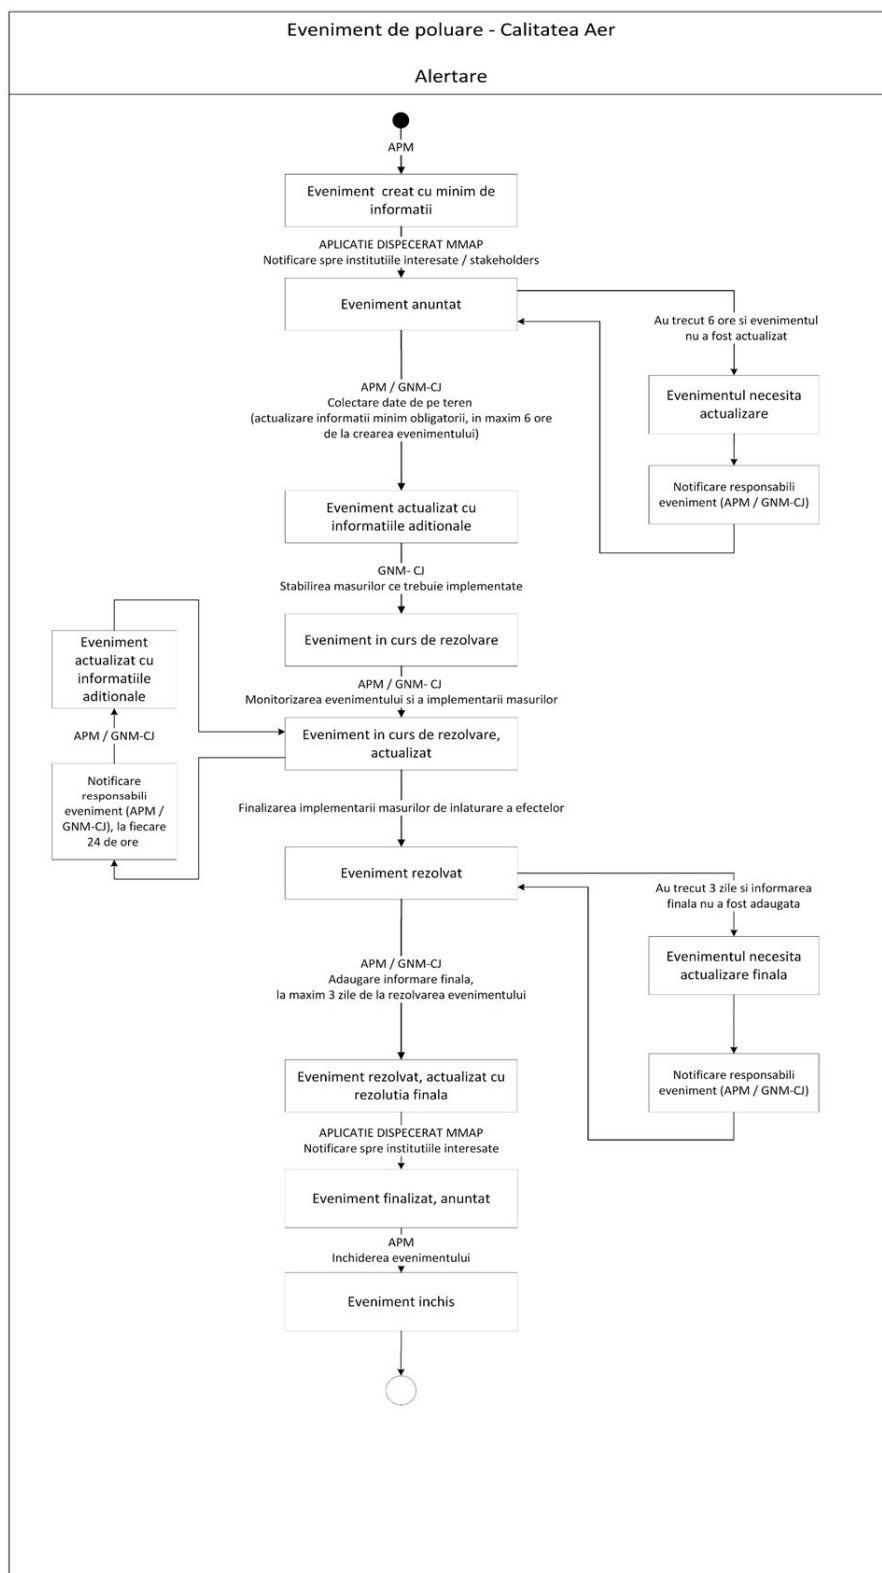 Eveniment de poluare - Calitatea Aer
Alertare
APM
Eveniment creat cu minim de
informatii
APLICATIE DISPECERAT MMAP
Notificare spre institutiile interesate / stakeholders
Eveniment anuntat
Au trecut 6 ore si evenimentul
nu a fost actualizat
Evenimentul necesita
actualizare
Notificare responsabili
eveniment (APM / GNM-CJ)
APM / GNM-CJ
Colectare date de pe teren
(actualizare informatii minim obligatorii, in maxim 6 ore
de la crearea evenimentului)
Eveniment actualizat cu
informatiile aditionale
GNM- CJ
Stabilirea masurilor ce trebuie implementate
Eveniment in curs de rezolvare
APM / GNM- CJ
Monitorizarea evenimentului si a implementarii masurilor
Eveniment in curs de rezolvare,
actualizat
Eveniment
actualizat cu
informatiile
aditionale
APM / GNM-CJ
Notificare
responsabili
eveniment (APM /
GNM-CJ), la fiecare
24 de ore
Finalizarea implementarii masurilor de inlaturare a efectelor
Eveniment rezolvat
Au trecut 3 zile si informarea
finala nu a fost adaugata
Evenimentul necesita
actualizare finala
Notificare responsabili
eveniment (APM / GNM-CJ)
APM / GNM-CJ
Adaugare informare finala,
la maxim 3 zile de la rezolvarea evenimentului
Eveniment rezolvat, actualizat cu
rezolutia finala
APLICATIE DISPECERAT MMAP
Notificare spre institutiile interesate
Eveniment finalizat, anuntat
APM
Inchiderea evenimentului
Eveniment inchis